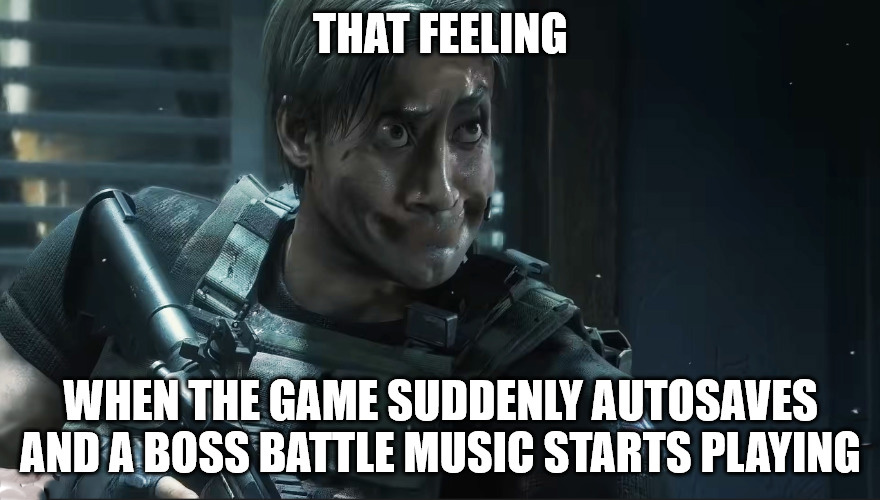 THAT FEELING
WHEN THE GAME SUDDENLY AUTOSAVES
AND A BOSS BATTLE MUSIC STARTS PLAYING